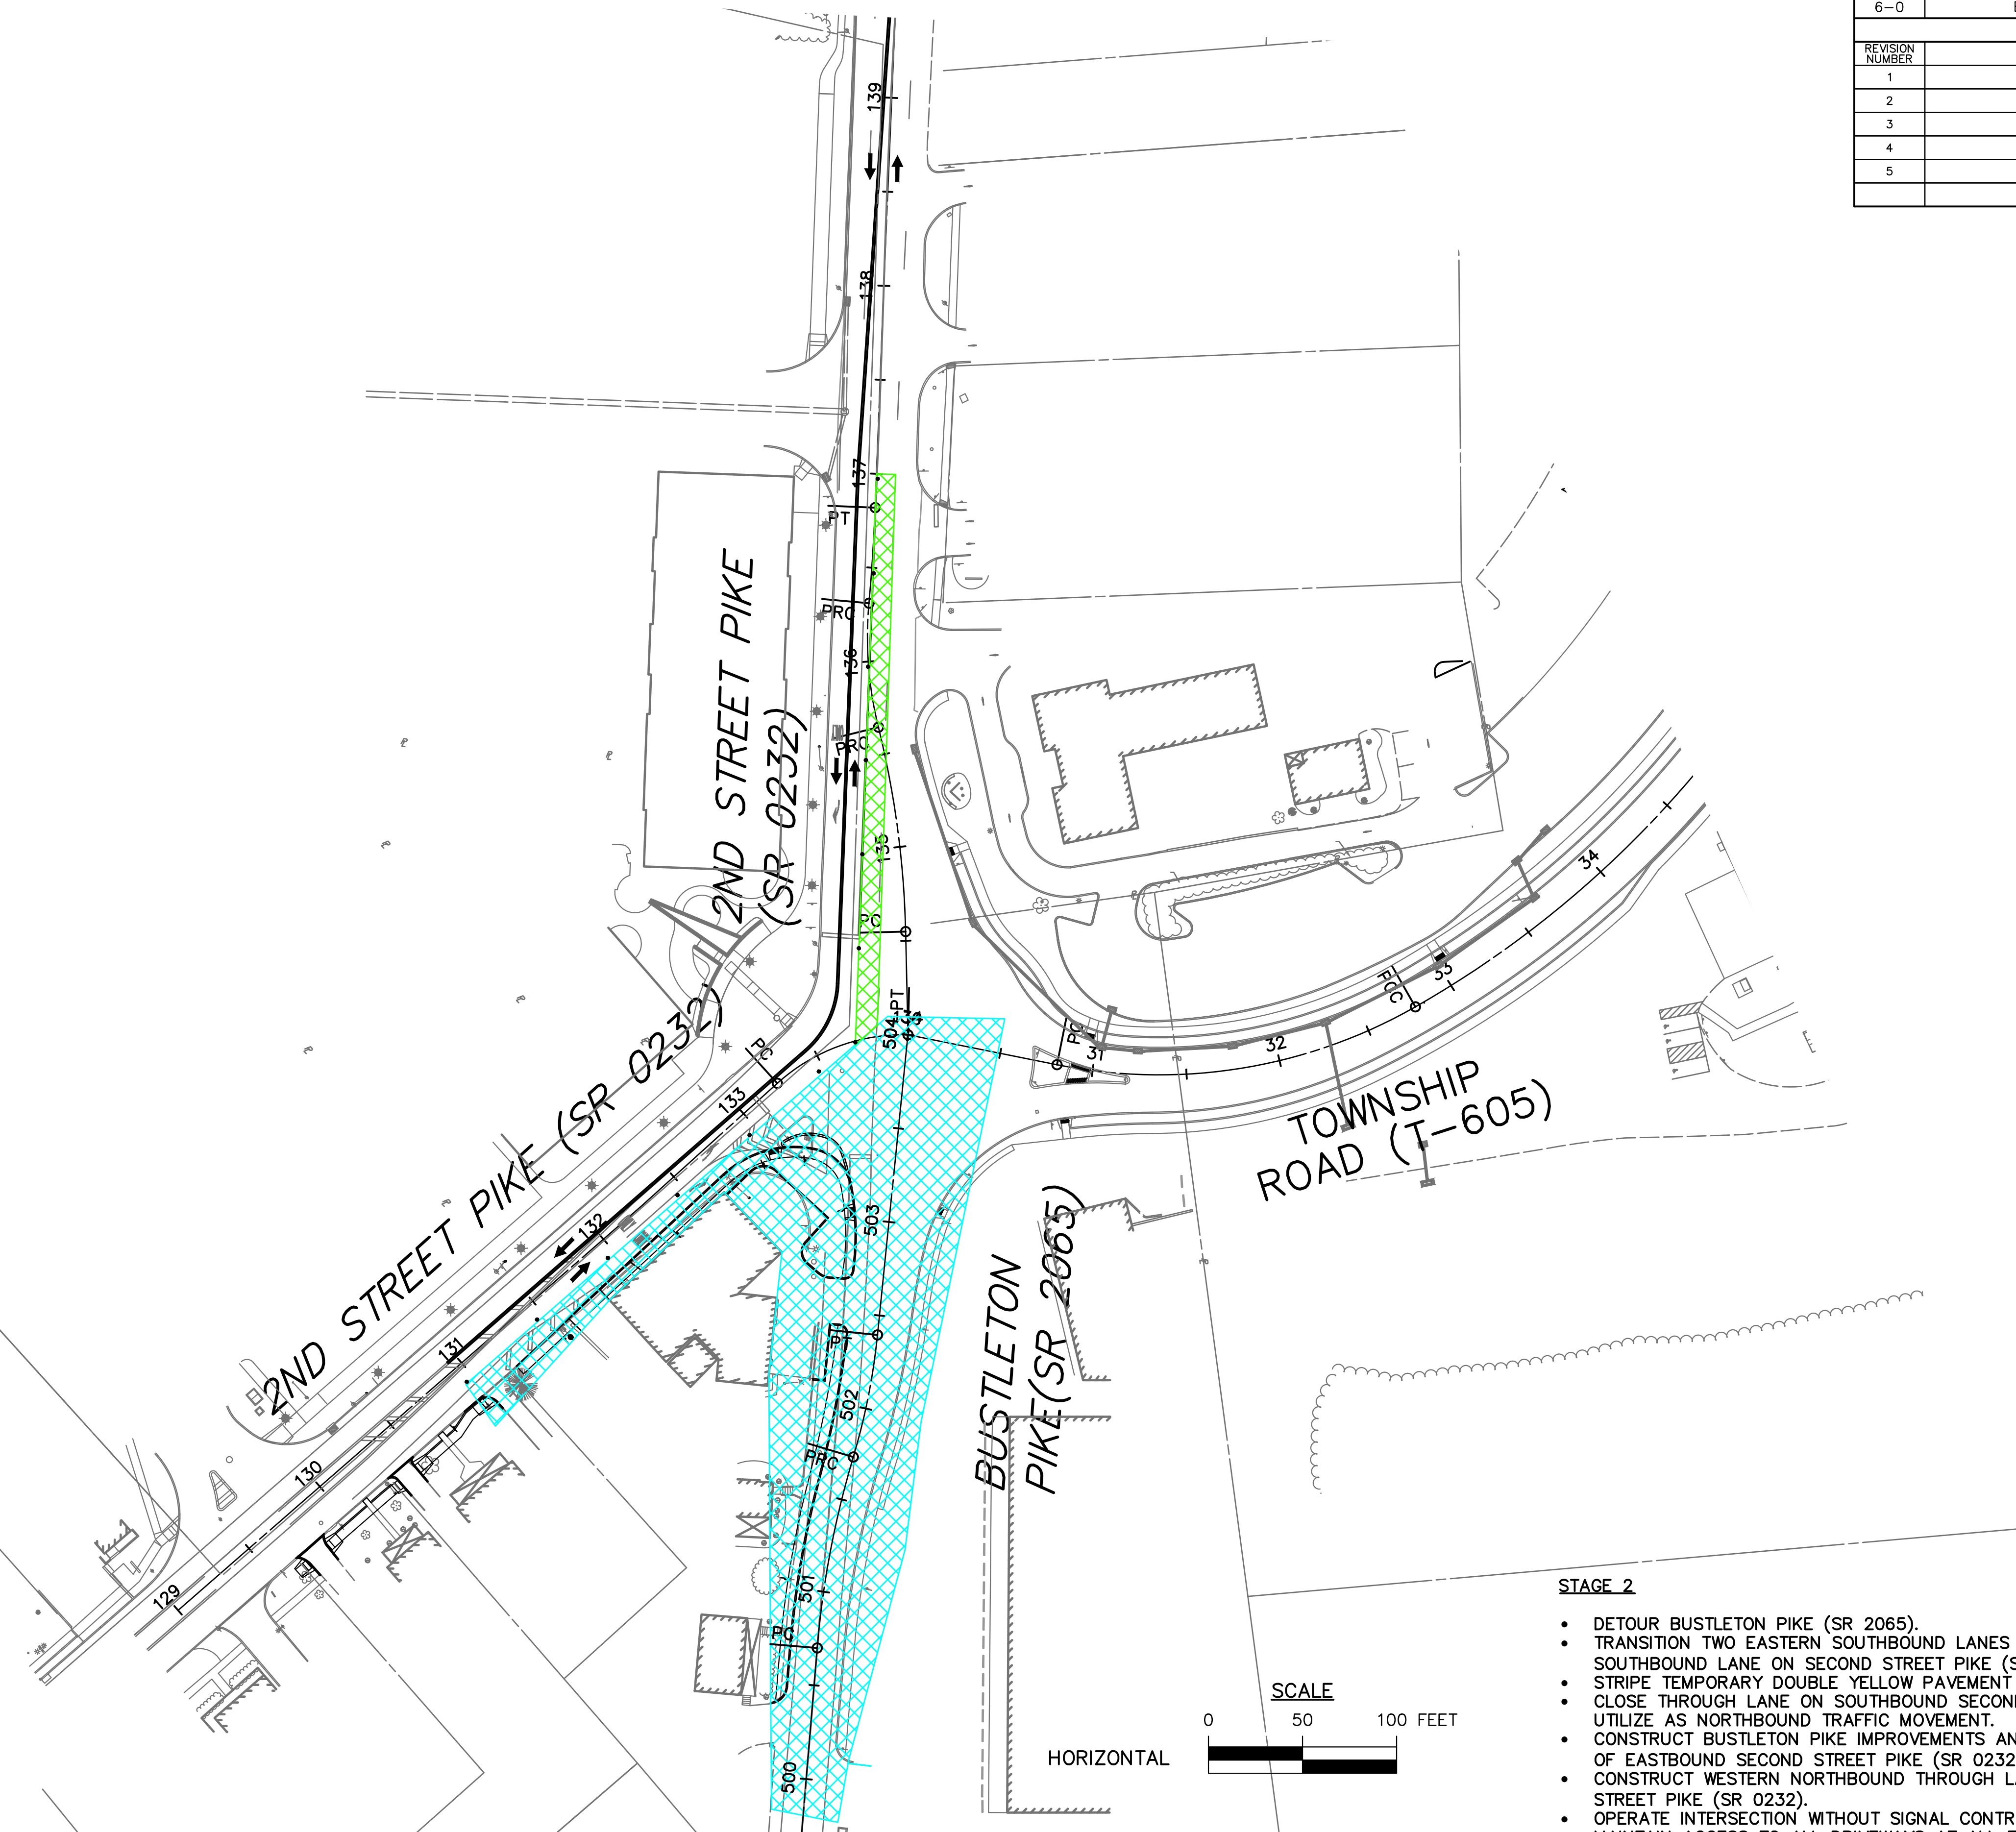 6-0
REVISION
NUMBER
1
2
3
4
5
139
138
137
PT
PRC
136
PRC
2ND STREET PIKE
(SR 0232)
135
PC
PT
504
PC
133
PC
31
32
33
PCC
34
TOWNSHIP
ROAD (T-605)
2ND STREET PIKE (SR 0232)
132
131
130
129
503
502
PRC
501
PC
500
BUSTLETON
PIKE(SR 2065)
SCALE
0 50 100 FEET
HORIZONTAL
STAGE 2
• DETOUR BUSTLETON PIKE (SR 2065).
• TRANSITION TWO EASTERN SOUTHBOUND LANES
SOUTHBOUND LANE ON SECOND STREET PIKE (S
• STRIPE TEMPORARY DOUBLE YELLOW PAVEMENT
• CLOSE THROUGH LANE ON SOUTHBOUND SECON
UTILIZE AS NORTHBOUND TRAFFIC MOVEMENT.
• CONSTRUCT BUSTLETON PIKE IMPROVEMENTS AN
OF EASTBOUND SECOND STREET PIKE (SR 0232
• CONSTRUCT WESTERN NORTHBOUND THROUGH L
STREET PIKE (SR 0232).
• OPERATE INTERSECTION WITHOUT SIGNAL CONTR